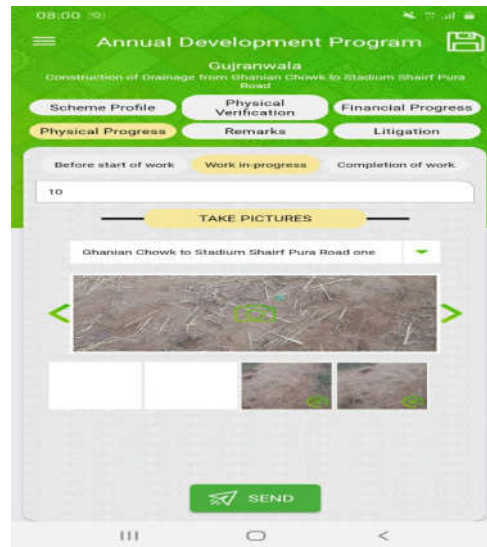 08:00
Annual Development Program
Gujranwala
Construction of Drainage from Ghanian Chowk to Stadium Shairf Pura
Road
Scheme Profile
Physical
Verification
Financial Progress
Physical Progress
Remarks
Litigation
Before start of work
Work in-progress
Completion of work
10
TAKE PICTURES
Ghanian Chowk to Stadium Shairf Pura Road one
SEND